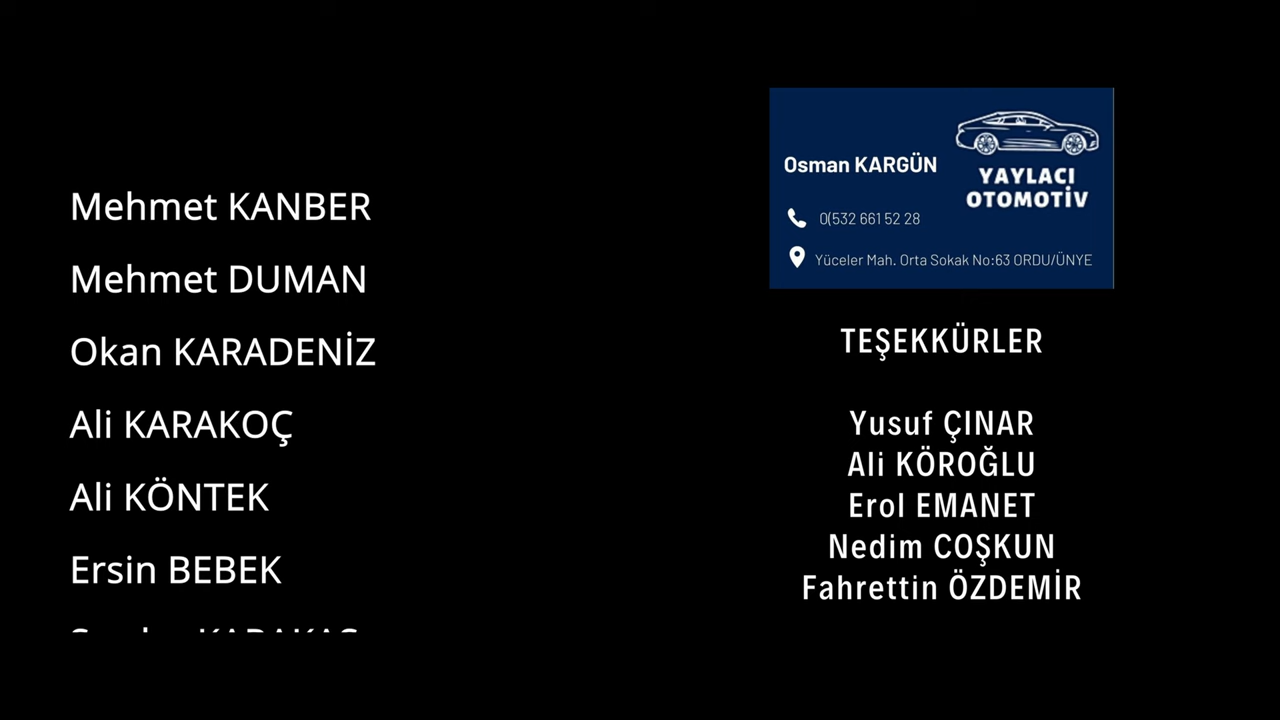 Mehmet KANBER
Mehmet DUMAN
Okan KARADENİZ
Ali KARAKOÇ
Ali KÖNTEK
Ersin BEBEK
Osman KARGÜN
0(532 661 52 28
Yüceler Mah. Orta Sokak No:63 ORDU/ÜNYE
YAYLACI
OTOMOTİV
TEŞEKKÜRLER
Yusuf ÇINAR
Ali KÖROĞLU
Erol EMANET
Nedim COŞKUN
Fahrettin ÖZDEMİR